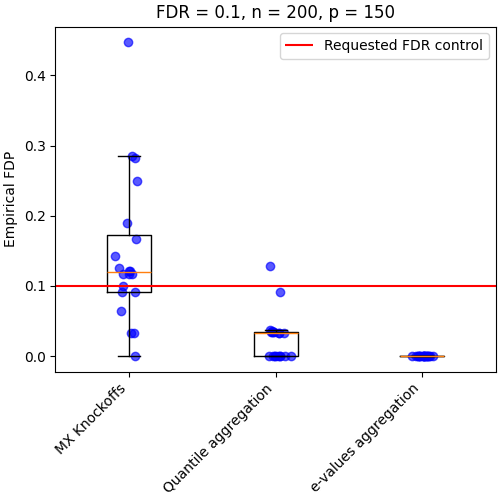 FDR = 0.1, n = 200, p = 150
Requested FDR control
Empirical FDP
0.4
0.3
0.2
0.1
0.0
MX Knockoffs
Quantile aggregation
e-values aggregation